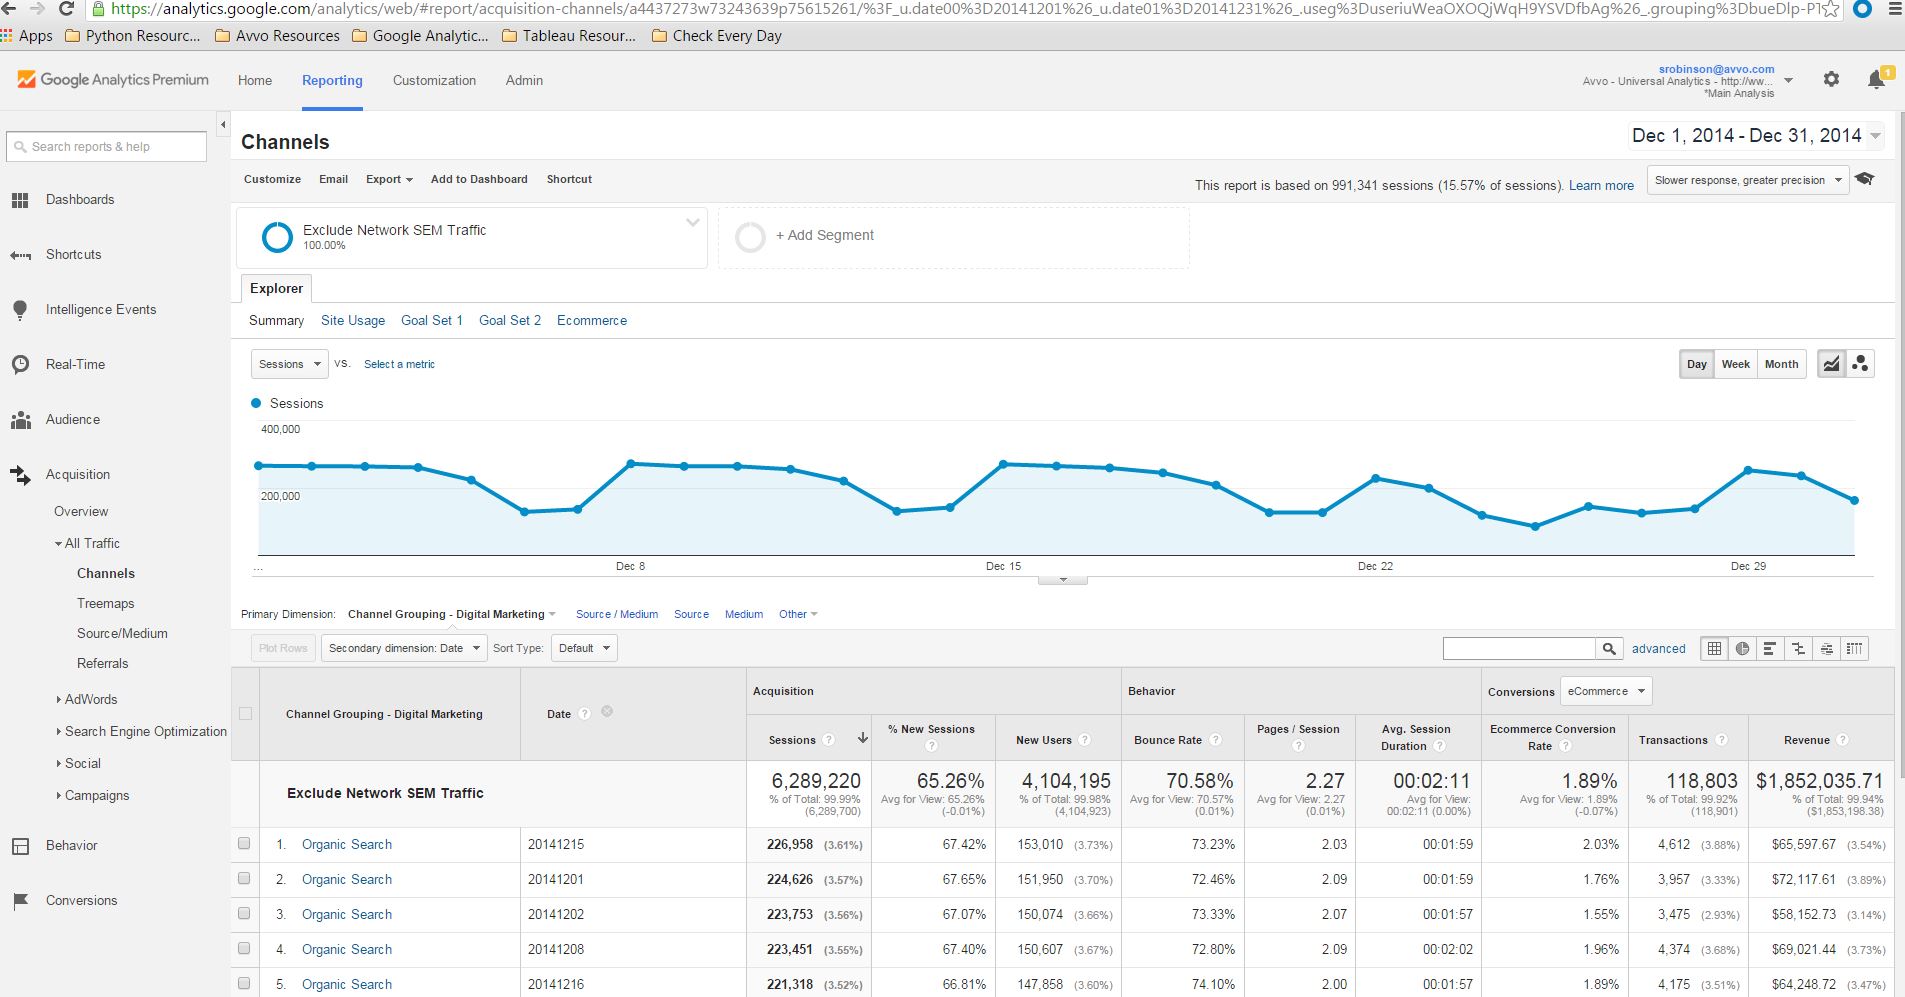 https://analytics.google.com/analytics/web/#report/acquisition-channels/a4437273w73243639p75615261/%3F_u.date00%3D20141201%26_u.date01%3D20141231%26_.useg%3DuseriuWeaOXOQjWqH9YSVDfbAg%26_.grouping%3DbueDlp-PT
Apps Python Resourc... Avvo Resources Google Analytic... Tableau Resour... Check Every Day
Google Analytics Premium Home Reporting Customization Admin
srobinson@avvo.com
Avvo - Universal Analytics - http://ww...
*Main Analysis
1
Search reports & help
Dashboards
Shortcuts
Intelligence Events
Real-Time
Audience
Acquisition
Overview
All Traffic
Channels
Treemaps
Source/Medium
Referrals
AdWords
Search Engine Optimization
Social
Campaigns
Behavior
Conversions
Channels
Dec 1, 2014 - Dec 31, 2014
Customize Email Export Add to Dashboard Shortcut
This report is based on 991,341 sessions (15.57% of sessions). Learn more Slower response, greater precision
Exclude Network SEM Traffic
100.00%
+ Add Segment
Explorer
Summary Site Usage Goal Set 1 Goal Set 2 Ecommerce
Sessions VS. Select a metric
Day Week Month
Sessions
400,000
200,000
... Dec 8 Dec 15 Dec 22 Dec 29
Primary Dimension: Channel Grouping - Digital Marketing Source / Medium Source Medium Other
Plot Rows Secondary dimension: Date Sort Type: Default advanced
Channel Grouping - Digital Marketing Date ? Acquisition Behavior Conversions eCommerce
Sessions ? % New Sessions ? New Users ? Bounce Rate ? Pages / Session ? Avg. Session Duration ? Ecommerce Conversion Rate ? Transactions ? Revenue ?
Exclude Network SEM Traffic
6,289,220 65.26% 4,104,195 70.58% 2.27 00:02:11 1.89% 118,803 $1,852,035.71
% of Total: 99.99% Avg for View: 65.26% % of Total: 99.98% Avg for View: 70.57% Avg for View: 2.27 Avg for View: Avg for View: 1.89% % of Total: 99.92% % of Total: 99.94%
(6,289,700) (-0.01%) (4,104,923) (0.01%) (0.01%) 00:02:11 (0.00%) (-0.07%) (118,901) ($1,853,198.38)
1. Organic Search 20141215 226,958 (3.61%) 67.42% 153,010 (3.73%) 73.23% 2.03 00:01:59 2.03% 4,612 (3.88%) $65,597.67 (3.54%)
2. Organic Search 20141201 224,626 (3.57%) 67.65% 151,950 (3.70%) 72.46% 2.09 00:01:59 1.76% 3,957 (3.33%) $72,117.61 (3.89%)
3. Organic Search 20141202 223,753 (3.56%) 67.07% 150,074 (3.66%) 73.33% 2.07 00:01:57 1.55% 3,475 (2.93%) $58,152.73 (3.14%)
4. Organic Search 20141208 223,451 (3.55%) 67.40% 150,607 (3.67%) 72.80% 2.09 00:02:02 1.96% 4,374 (3.68%) $69,021.44 (3.73%)
5. Organic Search 20141216 221,318 (3.52%) 66.81% 147,858 (3.60%) 74.10% 2.00 00:01:57 1.89% 4,175 (3.51%) $64,248.72 (3.47%)